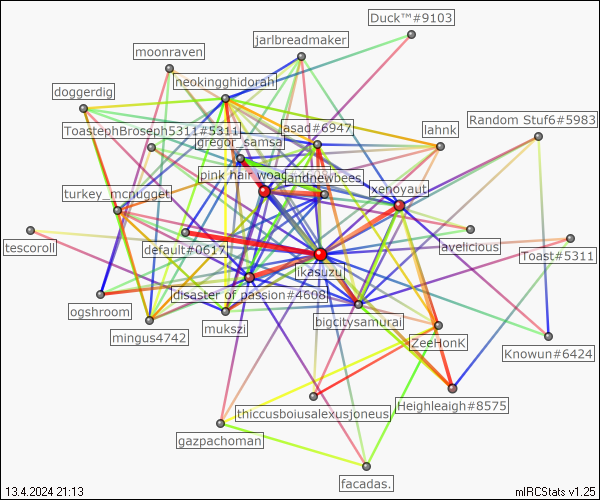 Duck™#9103
jarlbreadmaker
moonraven
neokingghidorah
doggerdig
Random Stuf6#5983
ToastephBroseph5311#5311
asad#6947
lahnk
gregor_samsa
pink hair woag
sandnewbees
xenoyaut
turkey_mcnugget
tescoroll
default#0617
avelicious
Toast#5311
ikasuzu
disaster of passion#4608
ogshroom
mukszi
bigcitysamurai
mingus4742
ZeeHonK
Knowun#6424
thiccusboiusalexusjoneus
Heighleaigh#8575
gazpachoman
facadas.
13.4.2024 21:13
mIRCStats v1.25